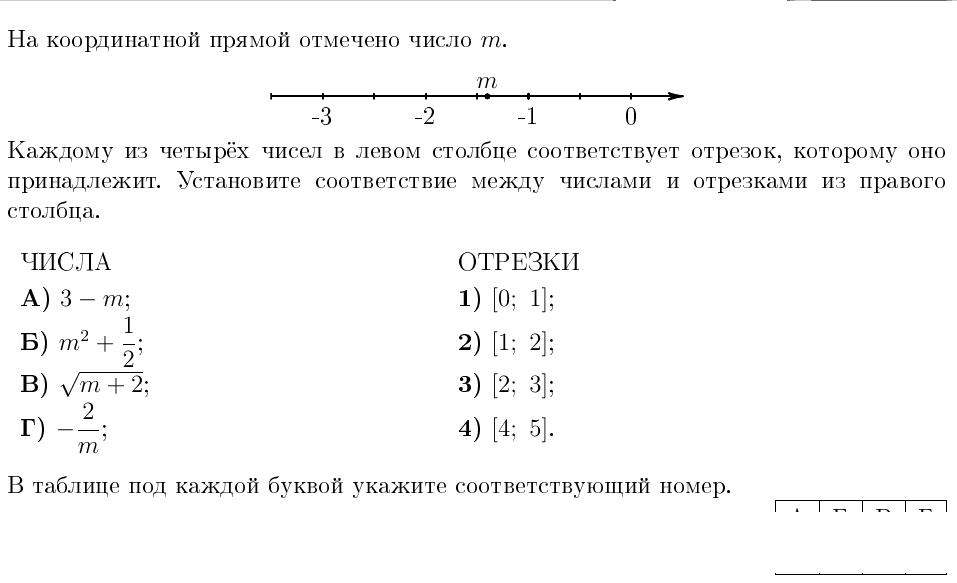 На координатной прямой отмечено число m.
m
-3 -2 -1 0
Каждому из четырёх чисел в левом столбце соответствует отрезок, которому оно
принадлежит. Установите соответствие между числами и отрезками из правого
столбца.
ЧИСЛА ОТРЕЗКИ
А) 3 − m; 1) [0; 1];
Б) m² + 1/2; 2) [1; 2];
В) √(m + 2); 3) [2; 3];
Г) −2/m; 4) [4; 5].
В таблице под каждой буквой укажите соответствующий номер.